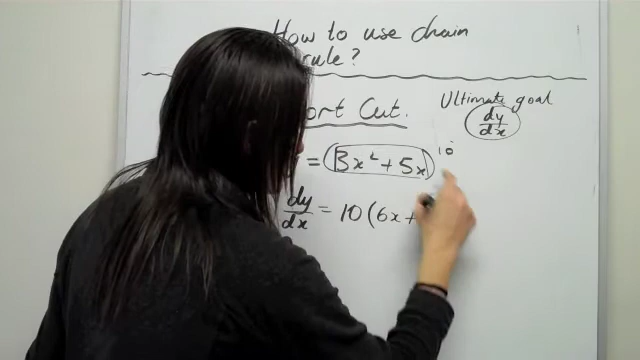 How to use chain
rule?
Ultimate goal
dy
dx
ort Cut.
= (3x² + 5x)¹⁰
dy
dx = 10(6x +